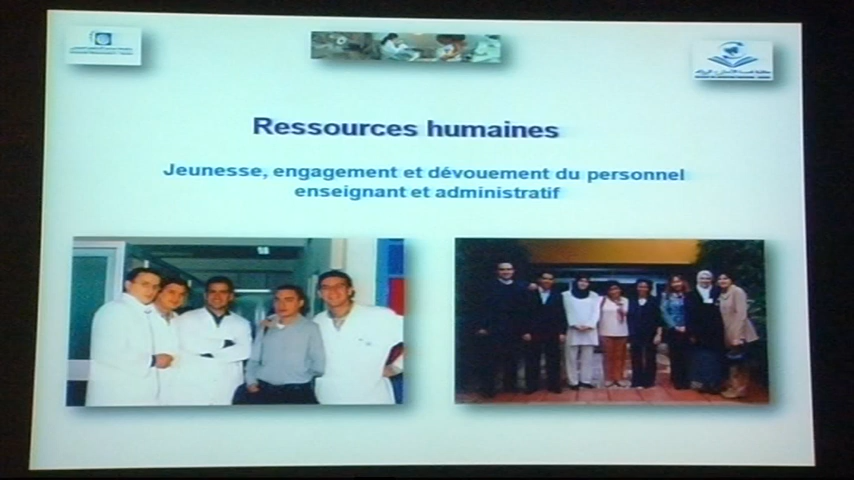 Ressources humaines
Jeunesse, engagement et dévouement du personnel
enseignant et administratif